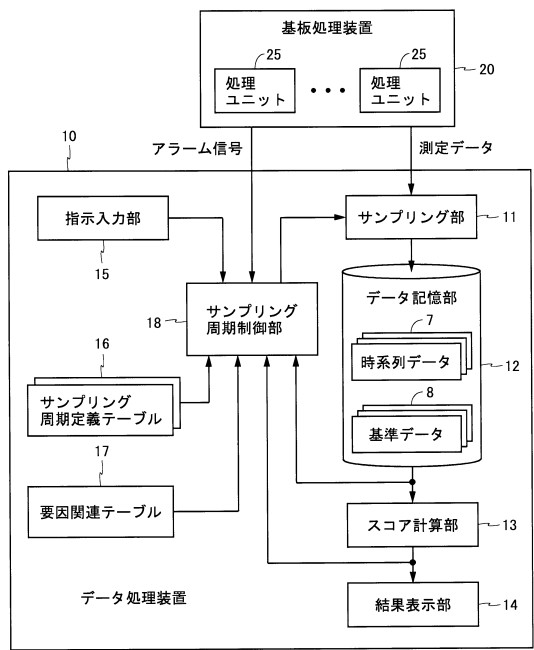 基板処理装置
25
25
処理
ユニット
処理
ユニット
20
10
アラーム信号
測定データ
指示入力部
15
サンプリング部
11
サンプリング
周期制御部
18
データ記憶部
7
時系列データ
12
8
基準データ
16
サンプリング
周期定義テーブル
17
要因関連テーブル
スコア計算部
13
データ処理装置
結果表示部
14